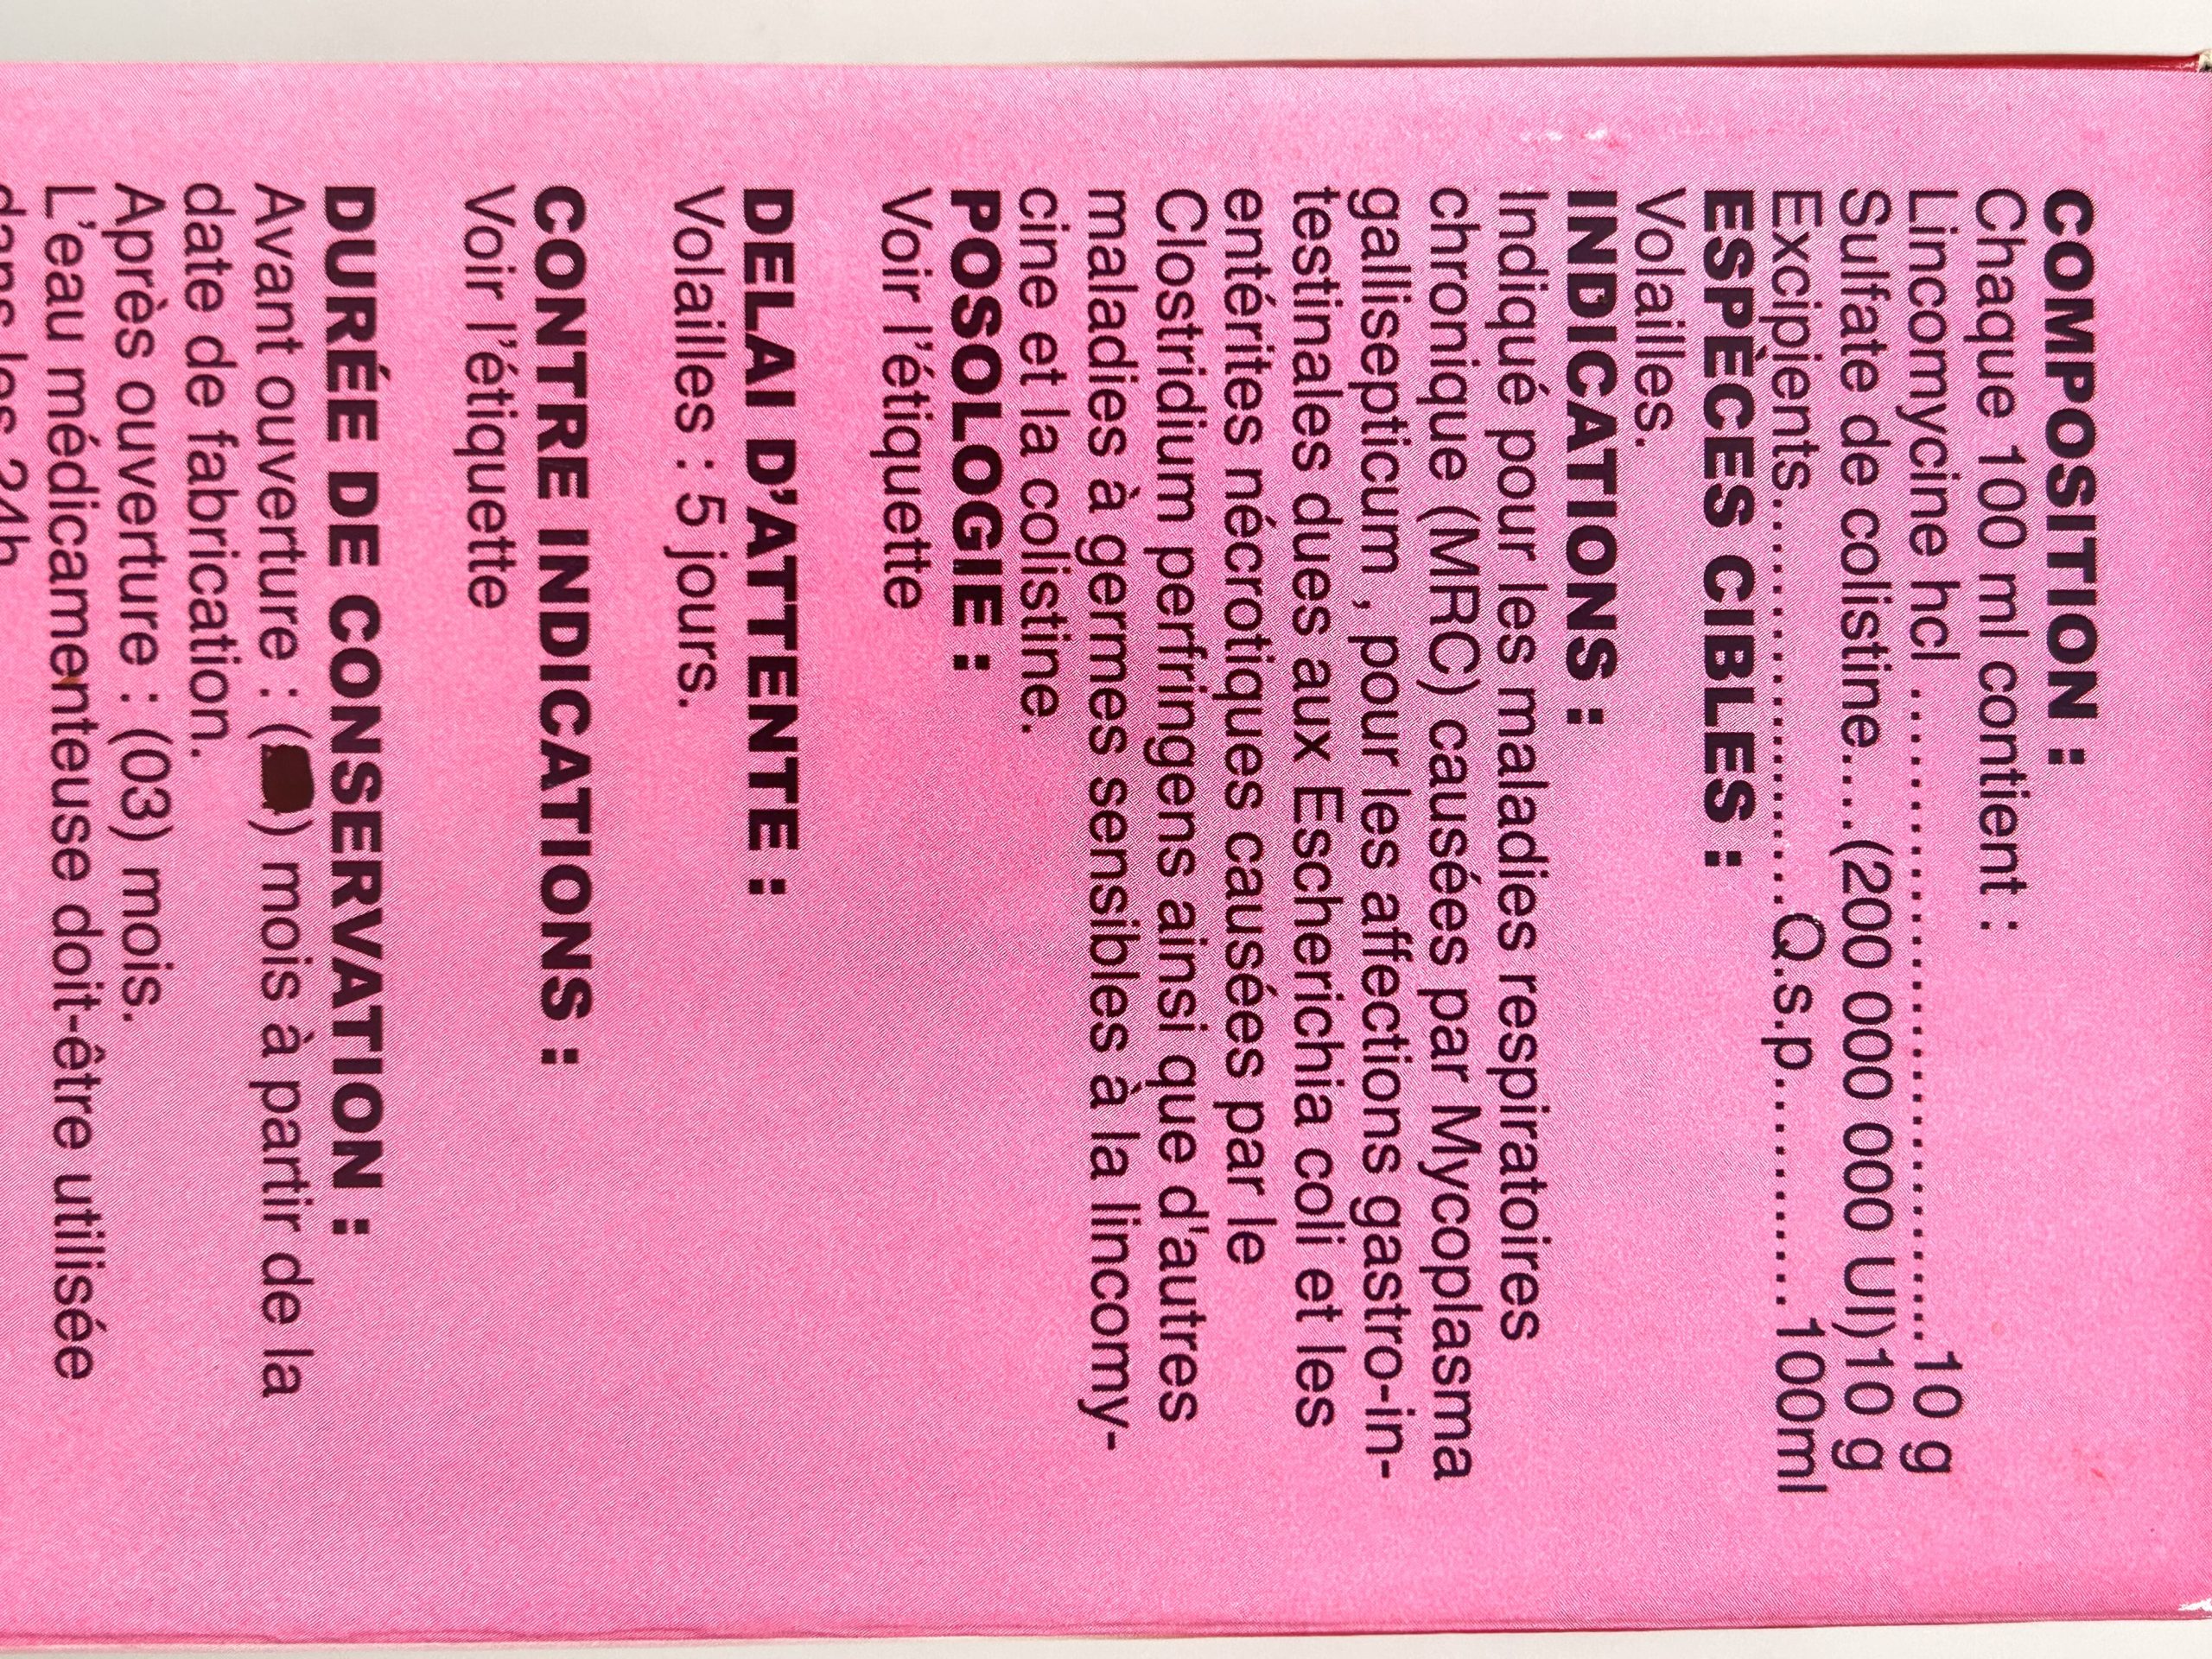 COMPOSITION :
Chaque 100 ml contient :
Lincomycine hcl ........................................10 g
Sulfate de colistine....(200 000 000 000 UI)10 g
Excipients............................Q.s.p............. 100ml
ESPÈCES CIBLES :
Volailles.
INDICATIONS :
Indiqué pour les maladies respiratoires
chronique (MRC) causées par Mycoplasma
gallisepticum , pour les affections gastro-in-
testinales dues aux Escherichia coli et les
entérites nécrotiques causées par le
Clostridium perfringens ainsi que d'autres
maladies à germes sensibles à la lincomy-
cine et la colistine.
POSOLOGIE :
Voir l'étiquette
DELAI D'ATTENTE :
Volailles : 5 jours.
CONTRE INDICATIONS :
Voir l'étiquette
DURÉE DE CONSERVATION :
Avant ouverture : ( ) mois à partir de la
date de fabrication.
Après ouverture : (03) mois.
L'eau médicamenteuse doit-être utilisée
dans les 24h